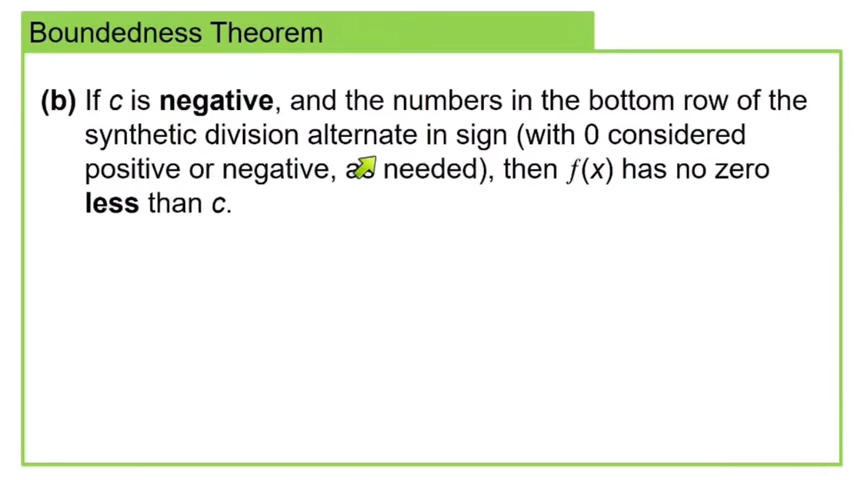 Boundedness Theorem
(b) If c is negative, and the numbers in the bottom row of the
synthetic division alternate in sign (with 0 considered
positive or negative, as needed), then f(x) has no zero
less than c.